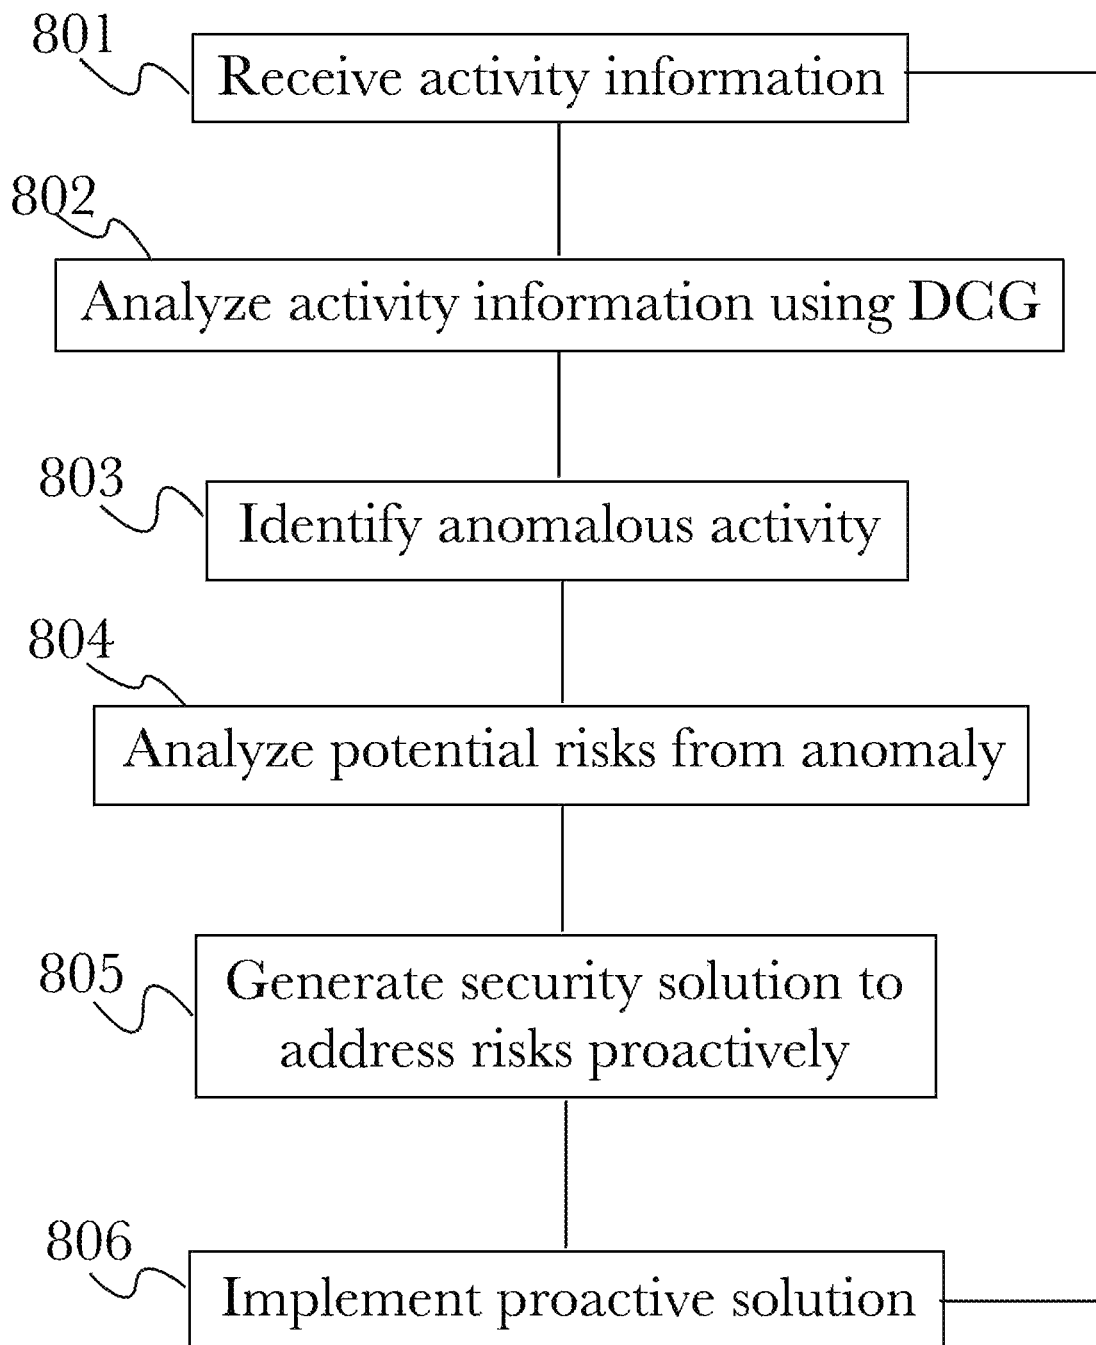 801
Receive activity information
802
Analyze activity information using DCG
803
Identify anomalous activity
804
Analyze potential risks from anomaly
805
Generate security solution to
address risks proactively
806
Implement proactive solution